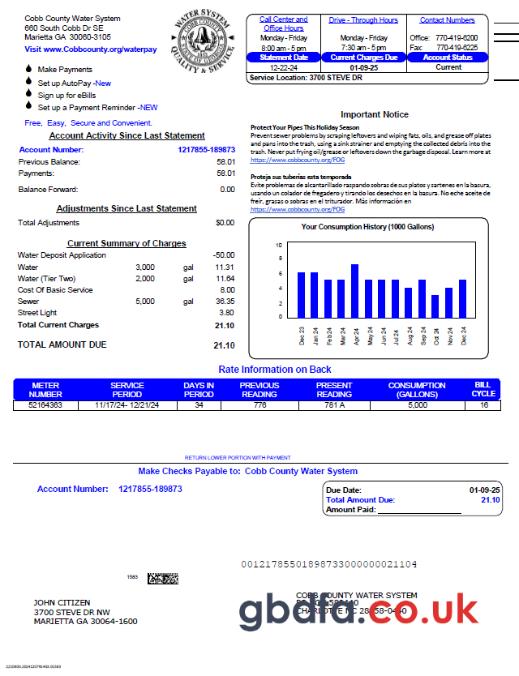 Cobb County Water System
660 South Cobb Dr SE
Marietta GA 30060-3105
Visit www.Cobbcounty.org/waterpay
Make Payments
Set up AutoPay -New
Sign up for eBills
Set up a Payment Reminder -NEW
Free, Easy, Secure and Convenient.
WATER SYSTEM
QUALITY & SERVICE
Call Center and Office Hours
Monday - Friday
8:00 am - 5 pm
Drive - Through Hours
Monday - Friday
7:30 am - 5 pm
Contact Numbers
Office: 770-419-6200
Fax: 770-419-6225
Statement Date Current Charges Due Account Status
12-22-24 01-09-25 Current
Service Location: 3700 STEVE DR
Account Activity Since Last Statement
Account Number: 1217855-189873
Previous Balance: 58.01
Payments: 58.01
Balance Forward: 0.00
Adjustments Since Last Statement
Total Adjustments $0.00
Current Summary of Charges
Water Deposit Application -50.00
Water 3,000 gal 11.31
Water (Tier Two) 2,000 gal 11.64
Cost Of Basic Service 8.00
Sewer 5,000 gal 36.35
Street Light 3.80
Total Current Charges 21.10
TOTAL AMOUNT DUE 21.10
Important Notice
Protect Your Pipes This Holiday Season
Prevent sewer problems by scraping leftovers and wiping fats, oils, and grease off plates
and pans into the trash, using a sink strainer and emptying the collected debris into the
trash. Never put frying oil/grease or leftovers down the garbage disposal. Learn more at
https://www.cobbcounty.org/FOG
Proteja sus tuberías esta temporada
Evite problemas de alcantarillado raspando sobras de sus platos y sartenes en la basura,
usando un colador de fregadero y tirando los desechos en la basura. No eche aceite de
freír, grasas o sobras en el triturador. Más información en
https://www.cobbcounty.org/FOG
Your Consumption History (1000 Gallons)
10
8
6
4
2
0
Dec 23 Jan 24 Feb 24 Mar 24 Apr 24 May 24 Jun 24 Jul 24 Aug 24 Sep 24 Oct 24 Nov 24 Dec 24
Rate Information on Back
METER NUMBER SERVICE PERIOD DAYS IN PERIOD PREVIOUS READING PRESENT READING CONSUMPTION (GALLONS) BILL CYCLE
52164363 11/17/24- 12/21/24 34 776 781 A 5,000 16
RETURN LOWER PORTION WITH PAYMENT
Make Checks Payable to: Cobb County Water System
Account Number: 1217855-189873
Due Date: 01-09-25
Total Amount Due: 21.10
Amount Paid:
1583
JOHN CITIZEN
3700 STEVE DR NW
MARIETTA GA 30064-1600
COBB COUNTY WATER SYSTEM
gbdfa.co.uk